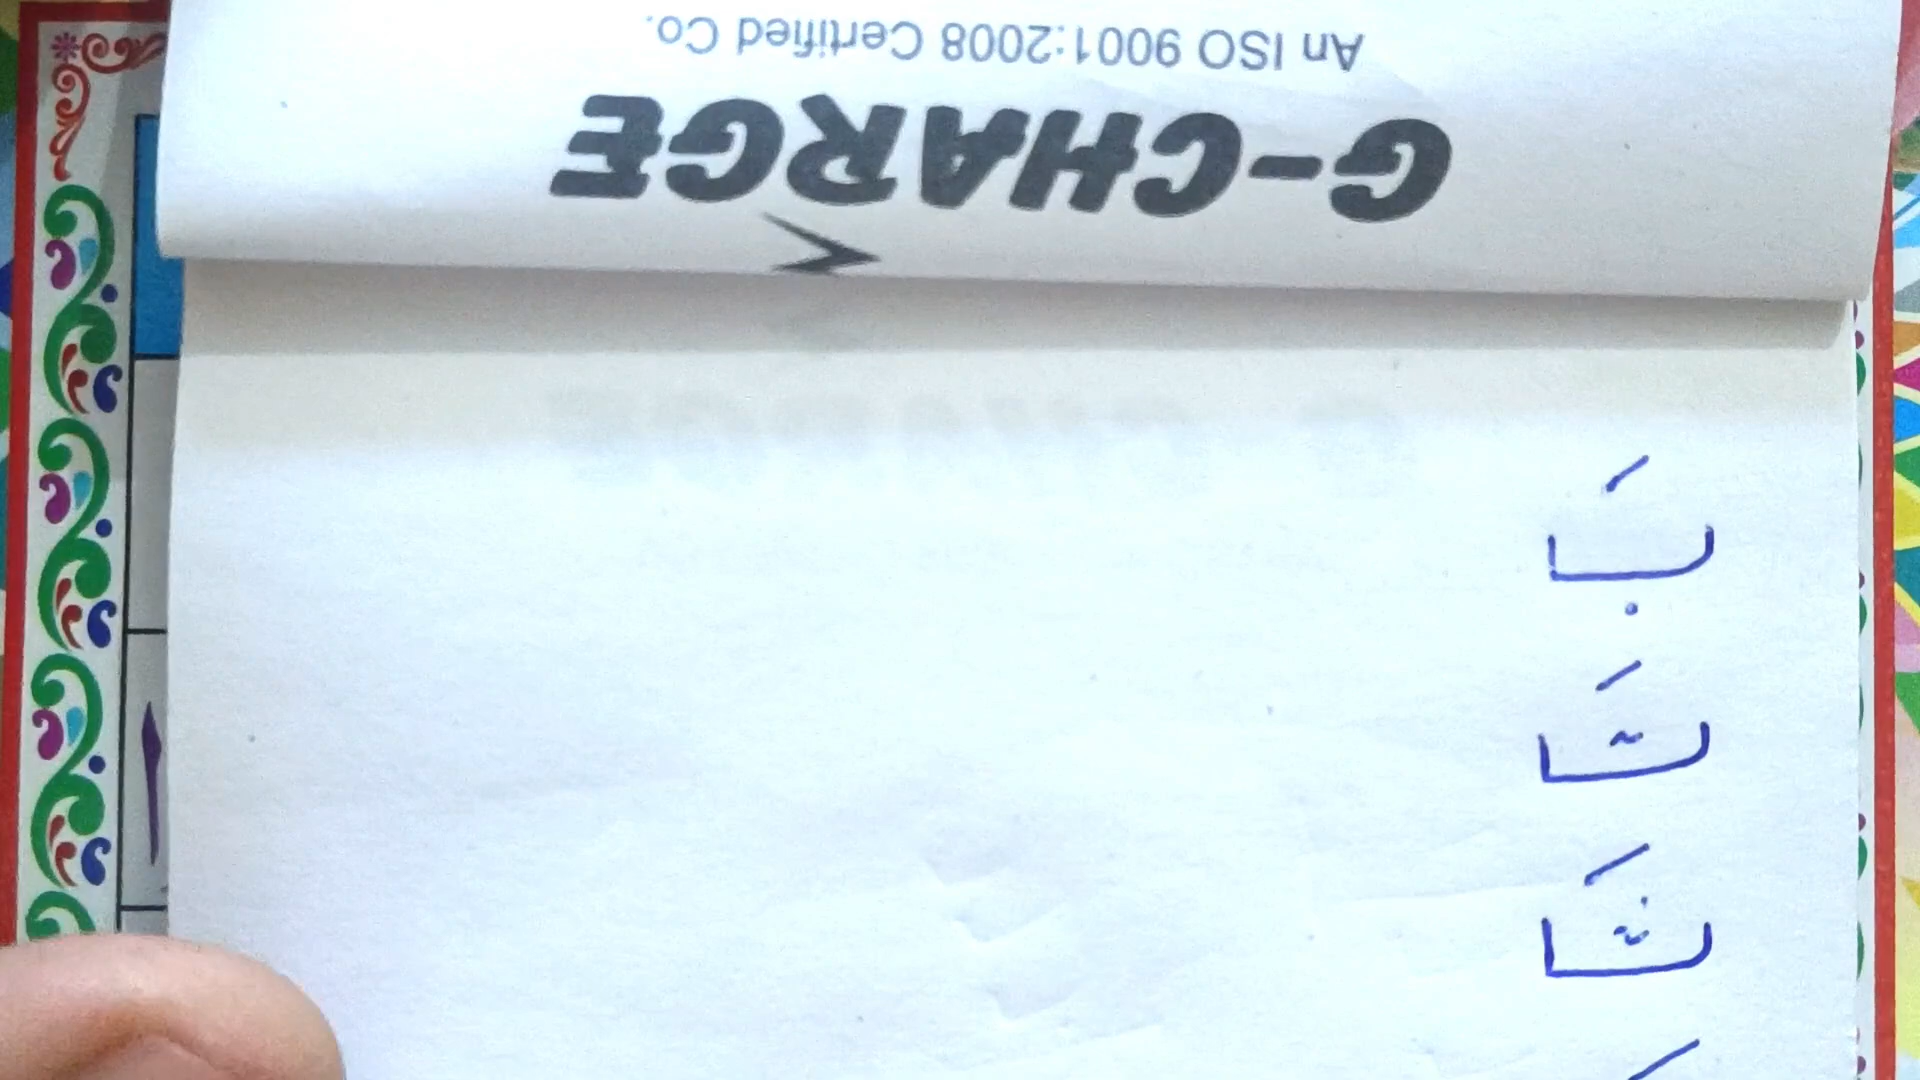 An ISO 9001:2008 Certified Co.
G-CHARGE
بَ
تَ
ثَ